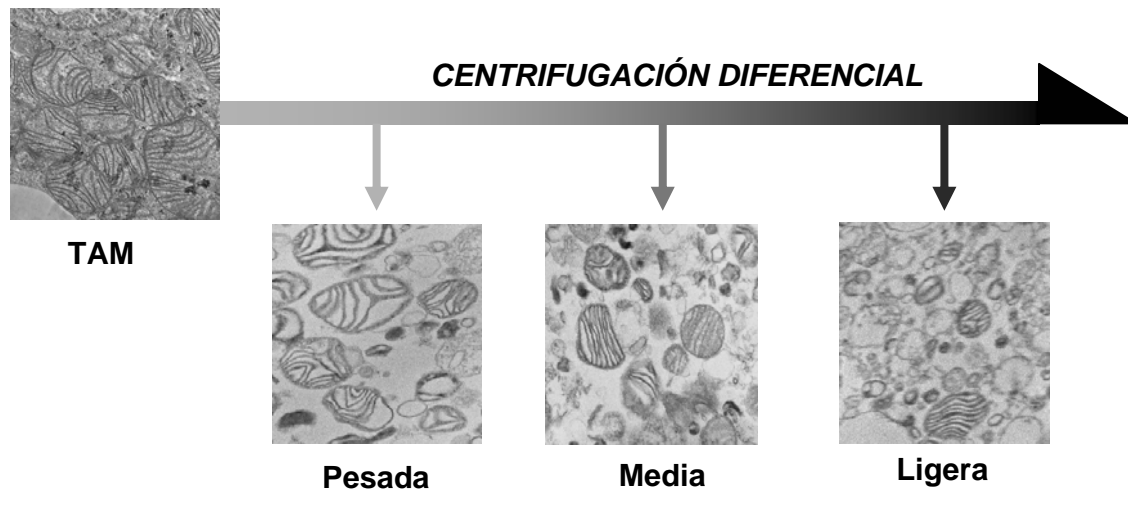 CENTRIFUGACIÓN DIFERENCIAL
TAM
Pesada
Media
Ligera